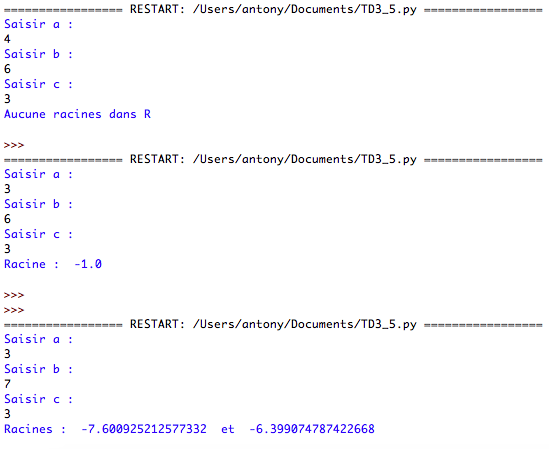 ================= RESTART: /Users/antony/Documents/TD3_5.py =================
Saisir a :
4
Saisir b :
6
Saisir c :
3
Aucune racines dans R
>>>
================= RESTART: /Users/antony/Documents/TD3_5.py =================
Saisir a :
3
Saisir b :
6
Saisir c :
3
Racine :  -1.0
>>>
>>>
================= RESTART: /Users/antony/Documents/TD3_5.py =================
Saisir a :
3
Saisir b :
7
Saisir c :
3
Racines :  -7.600925212577332  et  -6.399074787422668